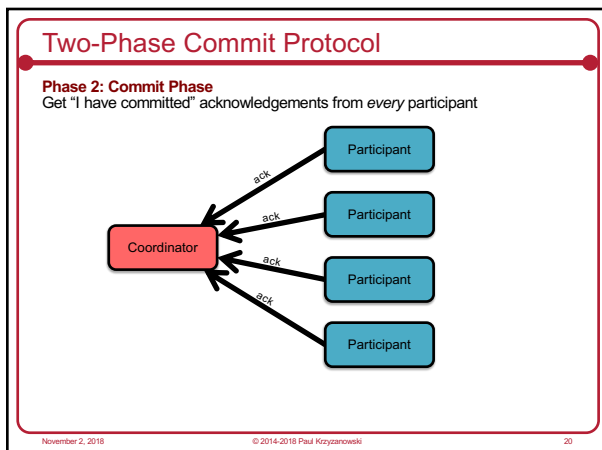 Two-Phase Commit Protocol
Phase 2: Commit Phase
Get “I have committed” acknowledgements from every participant
Participant
ack
Participant
ack
Coordinator
ack
Participant
ack
Participant
November 2, 2018
© 2014-2018 Paul Krzyzanowski
20